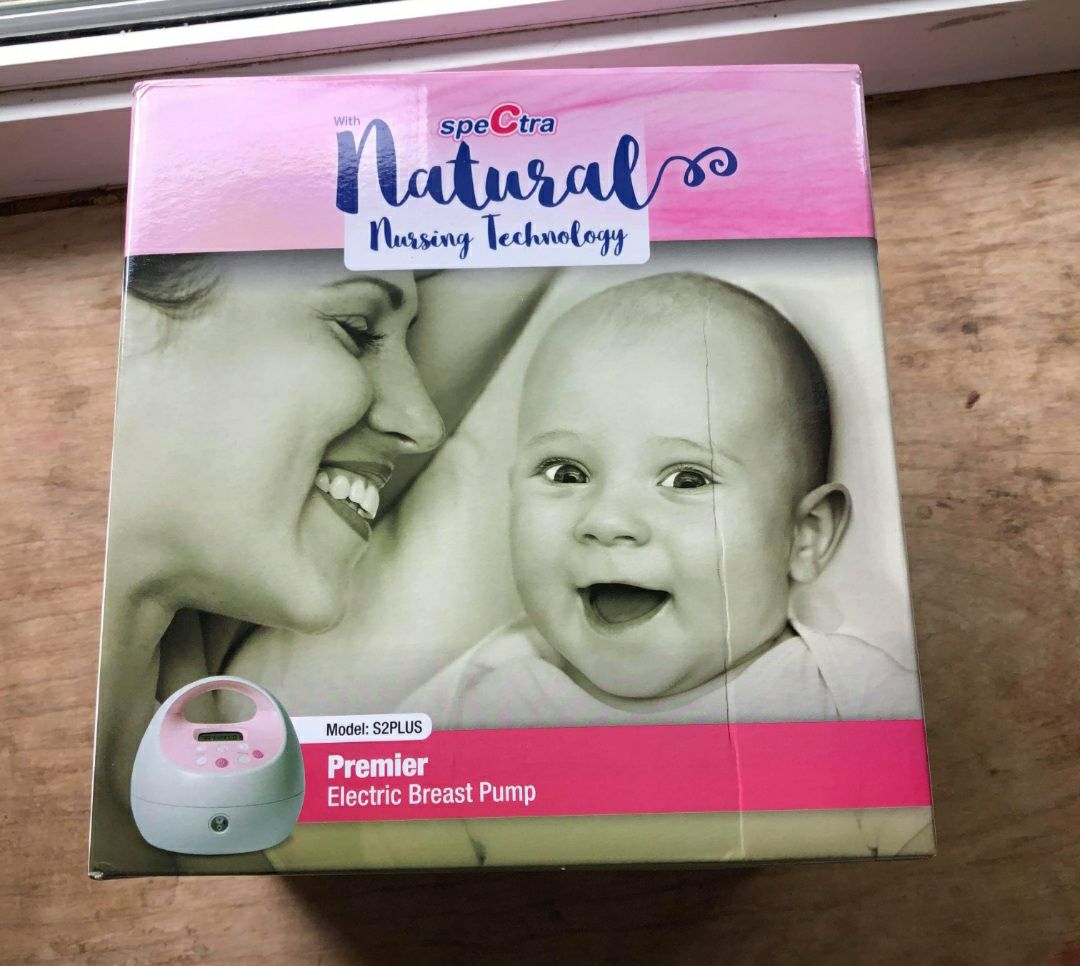 speCtra
With
Natural
Nursing Technology
Model: S2PLUS
Premier
Electric Breast Pump